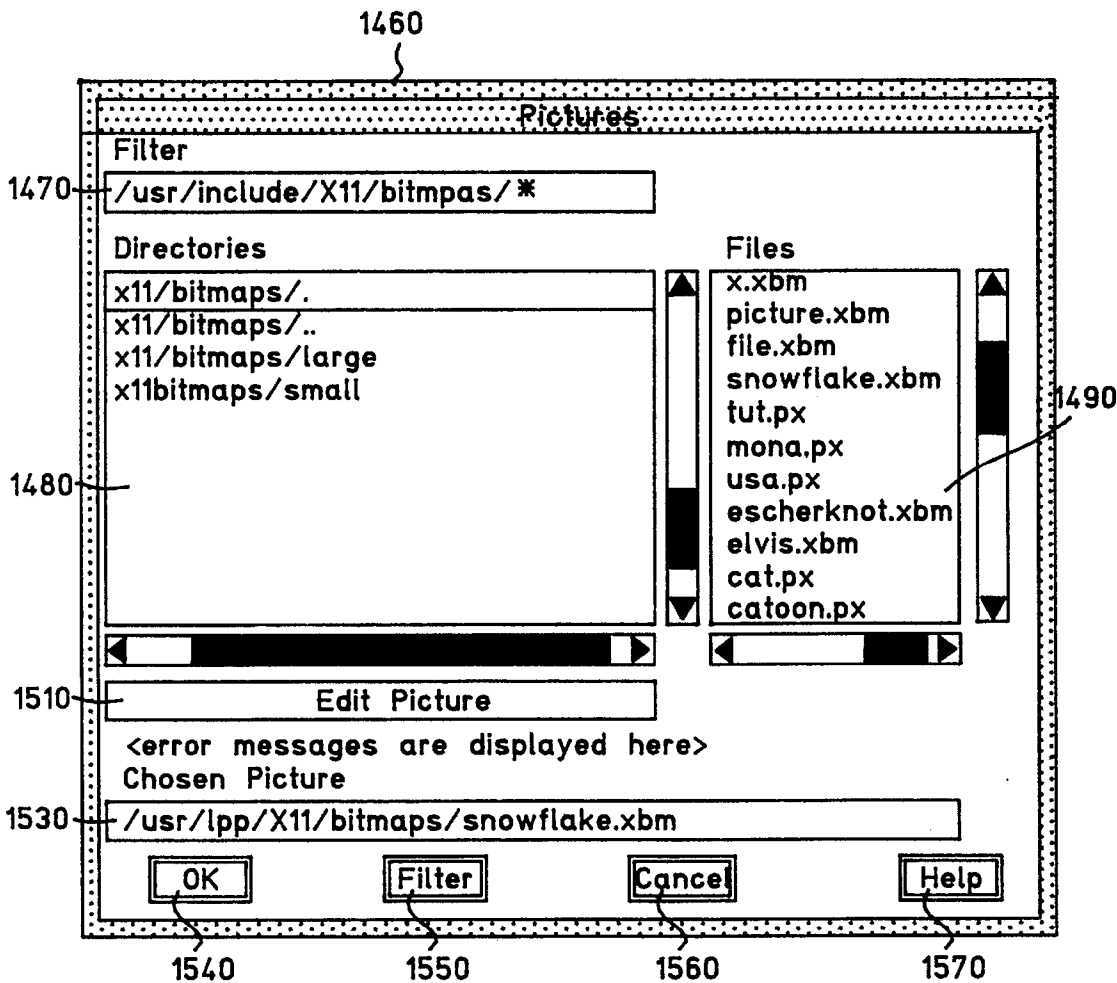 1460
Pictures
Filter
1470
/usr/include/X11/bitmpas/*
Directories
Files
x11/bitmaps/.
x11/bitmaps/..
x11/bitmaps/large
x11bitmaps/small
x.xbm
picture.xbm
file.xbm
snowflake.xbm
tut.px
mona.px
usa.px
escherknot.xbm
elvis.xbm
cat.px
catoon.px
1490
1480
1510
Edit Picture
<error messages are displayed here>
Chosen Picture
1530
/usr/lpp/X11/bitmaps/snowflake.xbm
OK
Filter
Cancel
Help
1540
1550
1560
1570